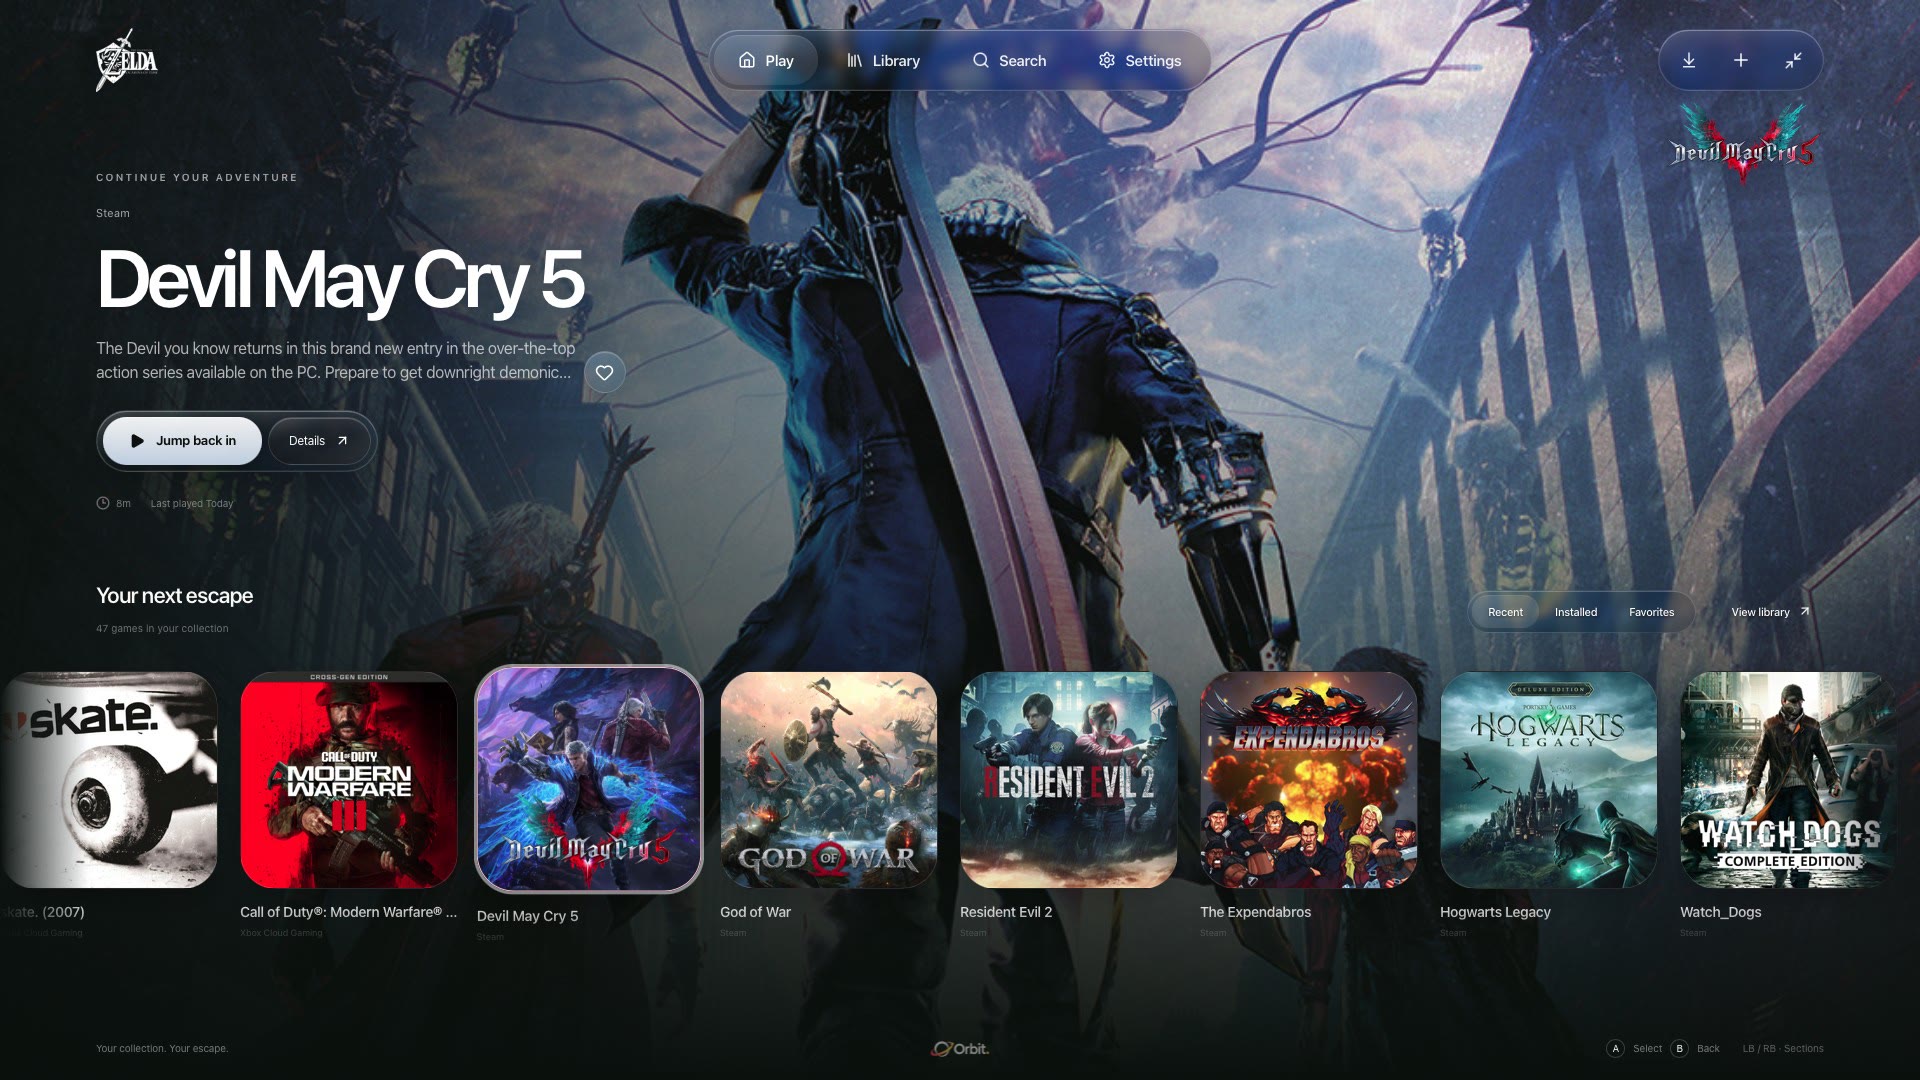 ZELDA
Play
Library
Search
Settings
Devil May Cry 5
CONTINUE YOUR ADVENTURE
Steam
Devil May Cry 5
The Devil you know returns in this brand new entry in the over-the-top
action series available on the PC. Prepare to get downright demonic...
Jump back in
Details
8m
Last played Today
Your next escape
47 games in your collection
Recent
Installed
Favorites
View library
skate.
CROSS-GEN EDITION
CALL OF DUTY
MODERN
WARFARE
III
Devil May Cry 5
GOD OF WAR
RESIDENT EVIL 2
EXPENDABROS
DELUXE EDITION
PORTKEY GAMES
HOGWARTS
LEGACY
WATCH_DOGS
COMPLETE EDITION
skate. (2007)
Cloud Gaming
Call of Duty®: Modern Warfare® ...
Xbox Cloud Gaming
Devil May Cry 5
Steam
God of War
Steam
Resident Evil 2
Steam
The Expendabros
Steam
Hogwarts Legacy
Steam
Watch_Dogs
Steam
Your collection. Your escape.
Orbit.
A Select B Back LB / RB · Sections